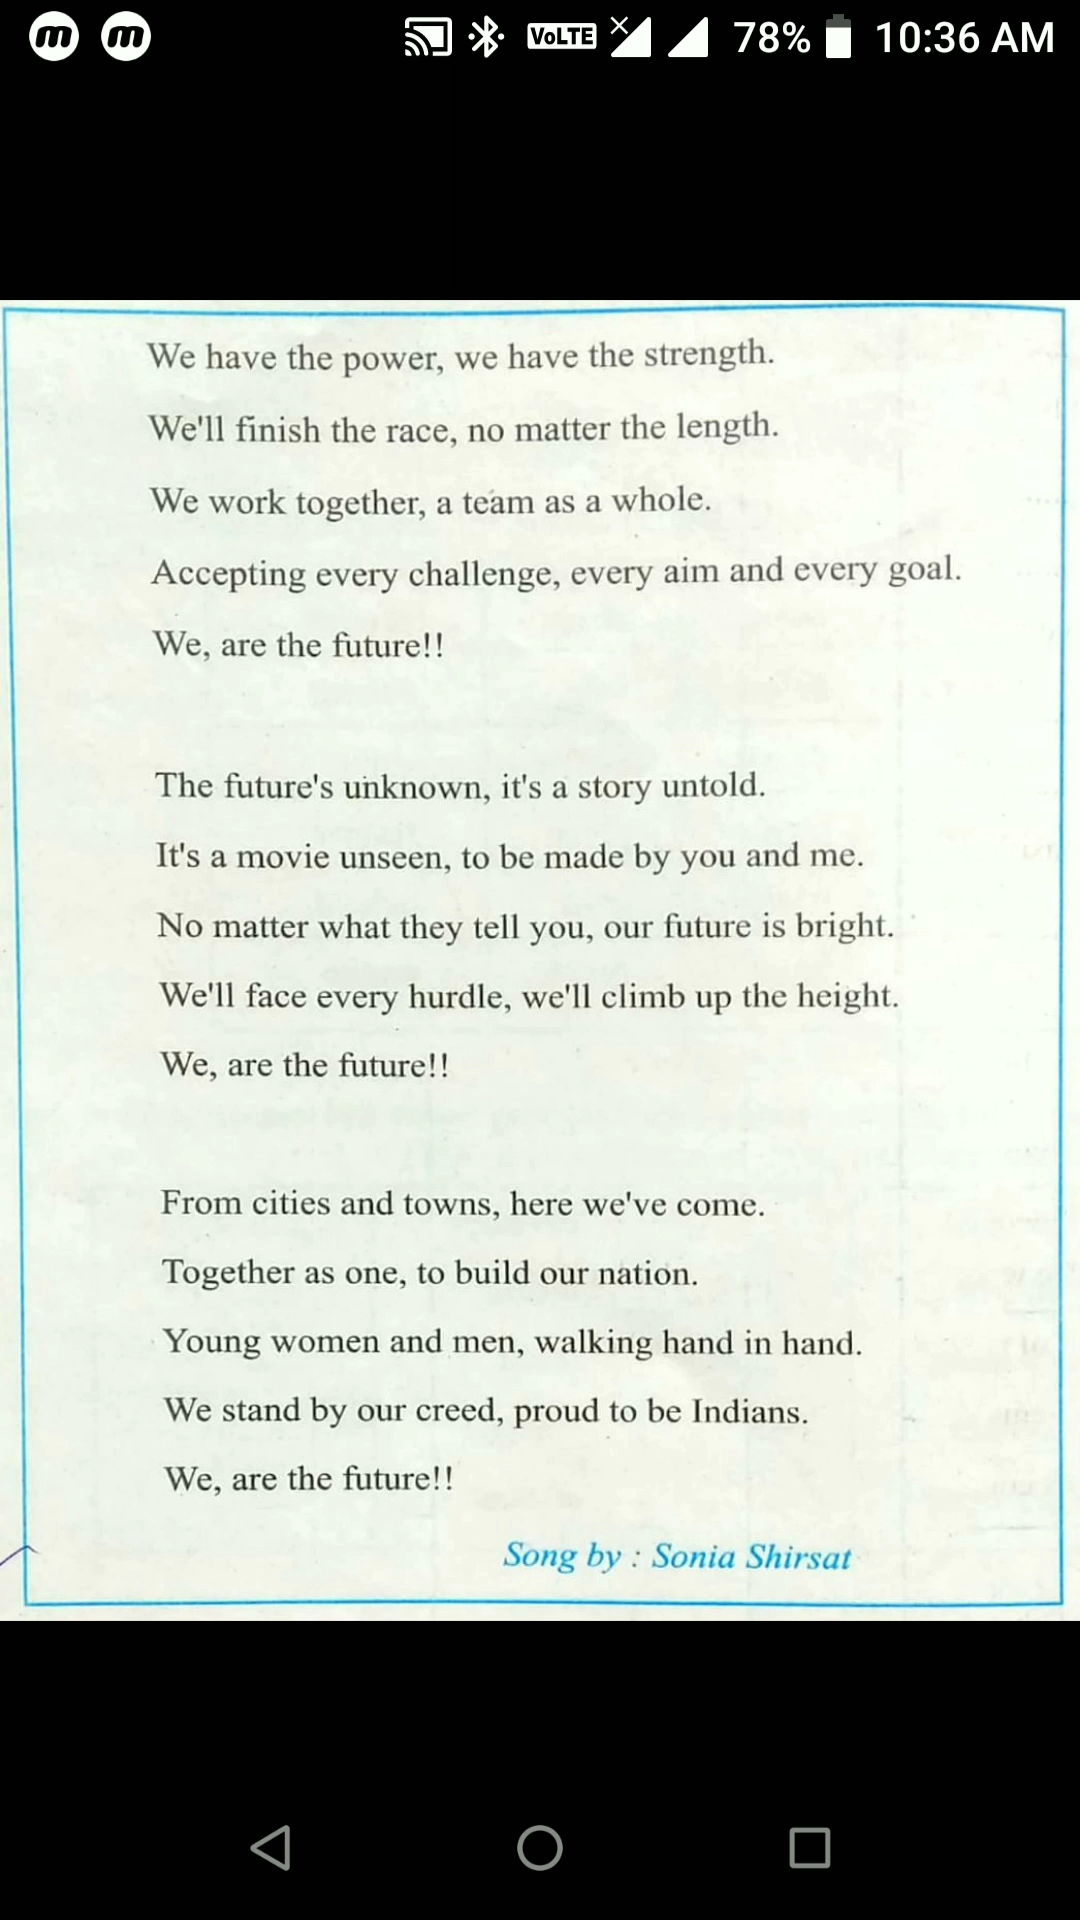 m m VoLTE 78% 10:36 AM
We have the power, we have the strength.
We'll finish the race, no matter the length.
We work together, a team as a whole.
Accepting every challenge, every aim and every goal.
We, are the future!!
The future's unknown, it's a story untold.
It's a movie unseen, to be made by you and me.
No matter what they tell you, our future is bright.
We'll face every hurdle, we'll climb up the height.
We, are the future!!
From cities and towns, here we've come.
Together as one, to build our nation.
Young women and men, walking hand in hand.
We stand by our creed, proud to be Indians.
We, are the future!!
Song by : Sonia Shirsat